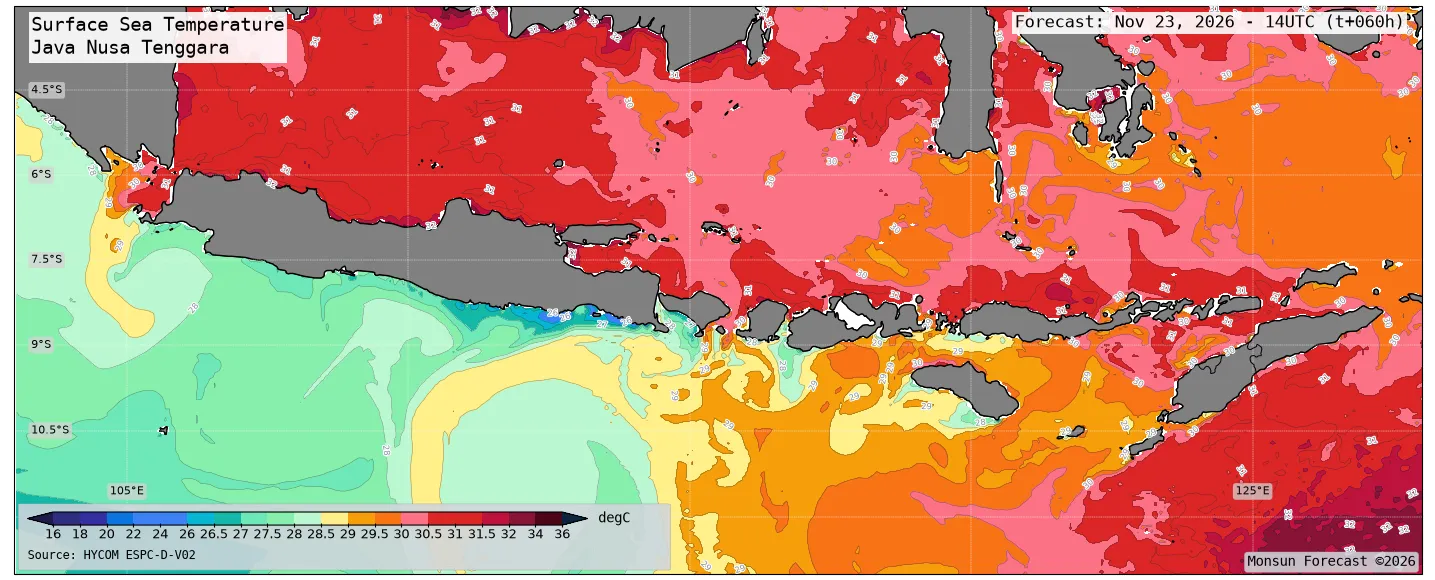 Surface Sea Temperature
Java Nusa Tenggara
Forecast: Nov 23, 2026 - 14UTC (t+060h)
4.5°S
6°S
7.5°S
9°S
10.5°S
105°E
125°E
16 18 20 22 24 26 26.5 27 27.5 28 28.5 29 29.5 30 30.5 31 31.5 32 34 36 degC
Source: HYCOM ESPC-D-V02
Monsun Forecast ©2026